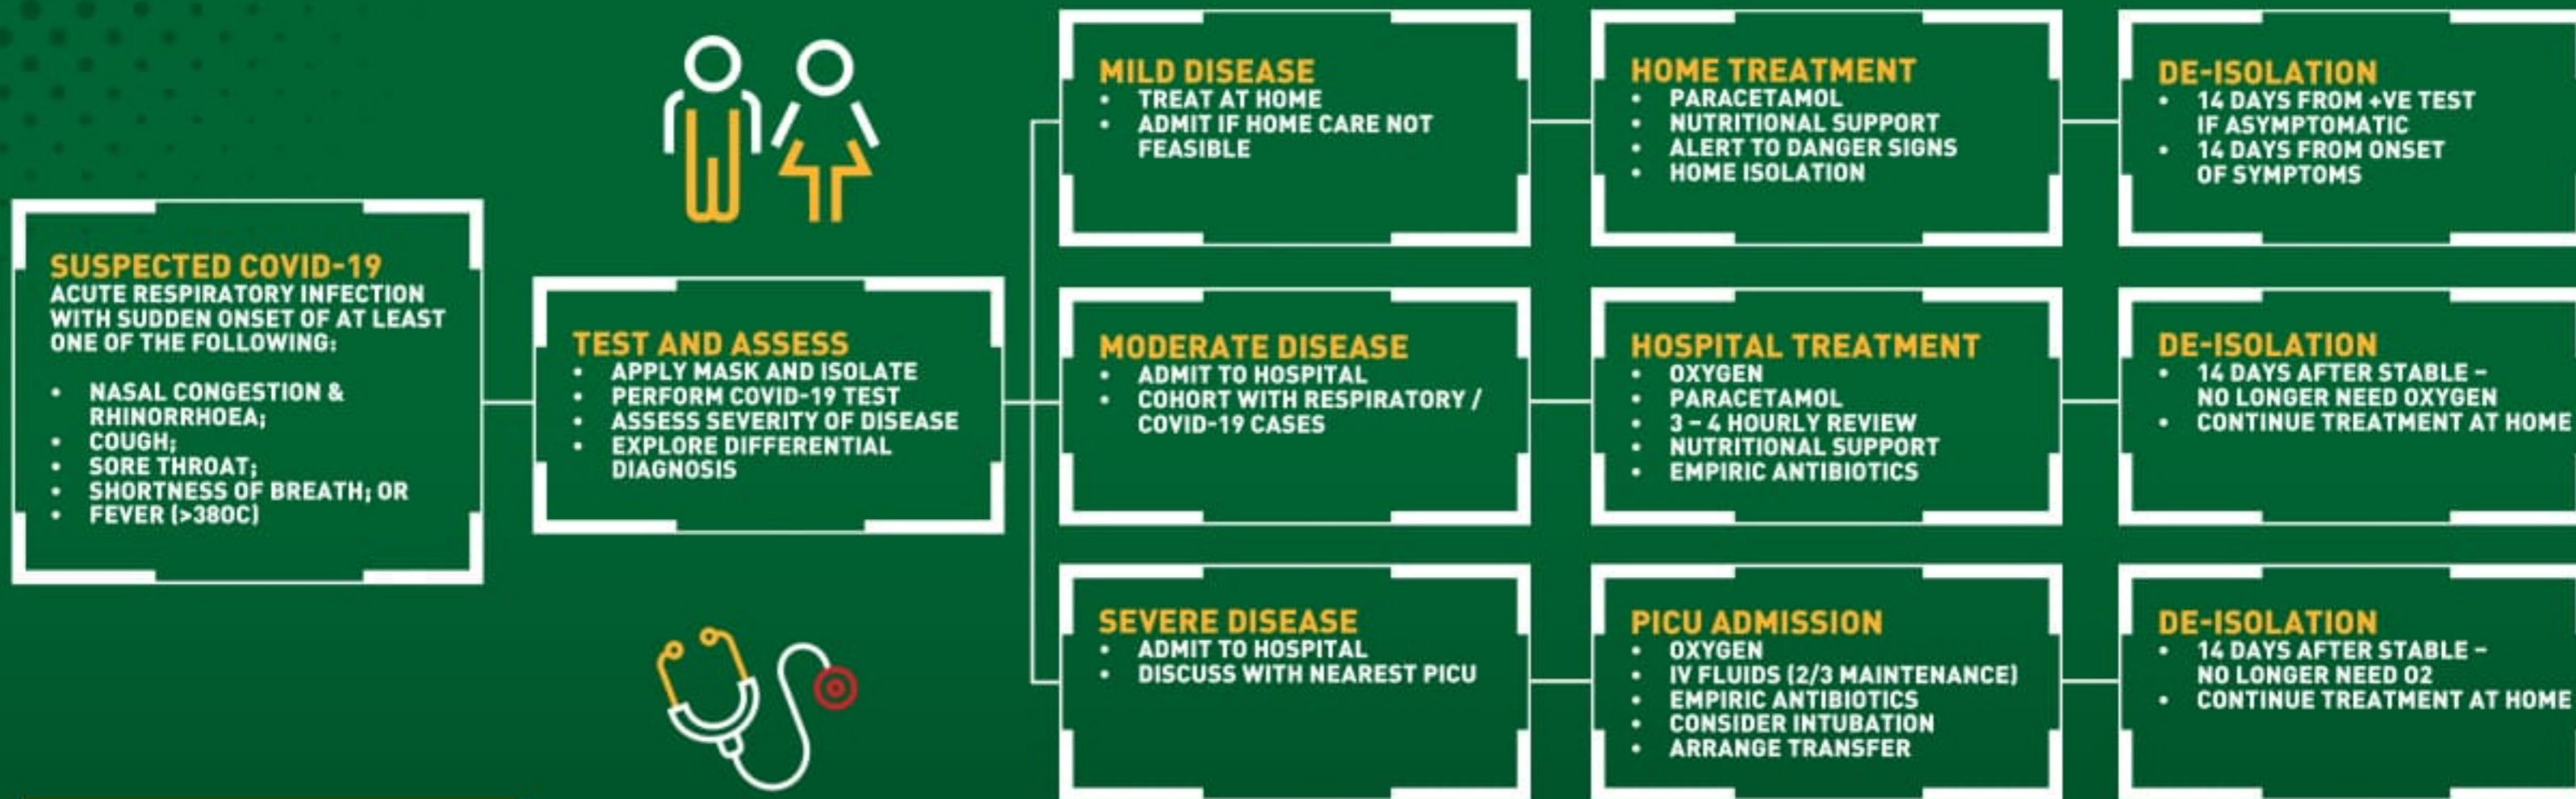 SUSPECTED COVID-19
ACUTE RESPIRATORY INFECTION
WITH SUDDEN ONSET OF AT LEAST
ONE OF THE FOLLOWING:
• NASAL CONGESTION &
RHINORRHOEA;
• COUGH;
• SORE THROAT;
• SHORTNESS OF BREATH; OR
• FEVER (>380C)
TEST AND ASSESS
• APPLY MASK AND ISOLATE
• PERFORM COVID-19 TEST
• ASSESS SEVERITY OF DISEASE
• EXPLORE DIFFERENTIAL
DIAGNOSIS
MILD DISEASE
• TREAT AT HOME
• ADMIT IF HOME CARE NOT
FEASIBLE
HOME TREATMENT
• PARACETAMOL
• NUTRITIONAL SUPPORT
• ALERT TO DANGER SIGNS
• HOME ISOLATION
DE-ISOLATION
• 14 DAYS FROM +VE TEST
IF ASYMPTOMATIC
• 14 DAYS FROM ONSET
OF SYMPTOMS
MODERATE DISEASE
• ADMIT TO HOSPITAL
• COHORT WITH RESPIRATORY /
COVID-19 CASES
HOSPITAL TREATMENT
• OXYGEN
• PARACETAMOL
• 3 – 4 HOURLY REVIEW
• NUTRITIONAL SUPPORT
• EMPIRIC ANTIBIOTICS
DE-ISOLATION
• 14 DAYS AFTER STABLE –
NO LONGER NEED OXYGEN
• CONTINUE TREATMENT AT HOME
SEVERE DISEASE
• ADMIT TO HOSPITAL
• DISCUSS WITH NEAREST PICU
PICU ADMISSION
• OXYGEN
• IV FLUIDS (2/3 MAINTENANCE)
• EMPIRIC ANTIBIOTICS
• CONSIDER INTUBATION
• ARRANGE TRANSFER
DE-ISOLATION
• 14 DAYS AFTER STABLE –
NO LONGER NEED O2
• CONTINUE TREATMENT AT HOME